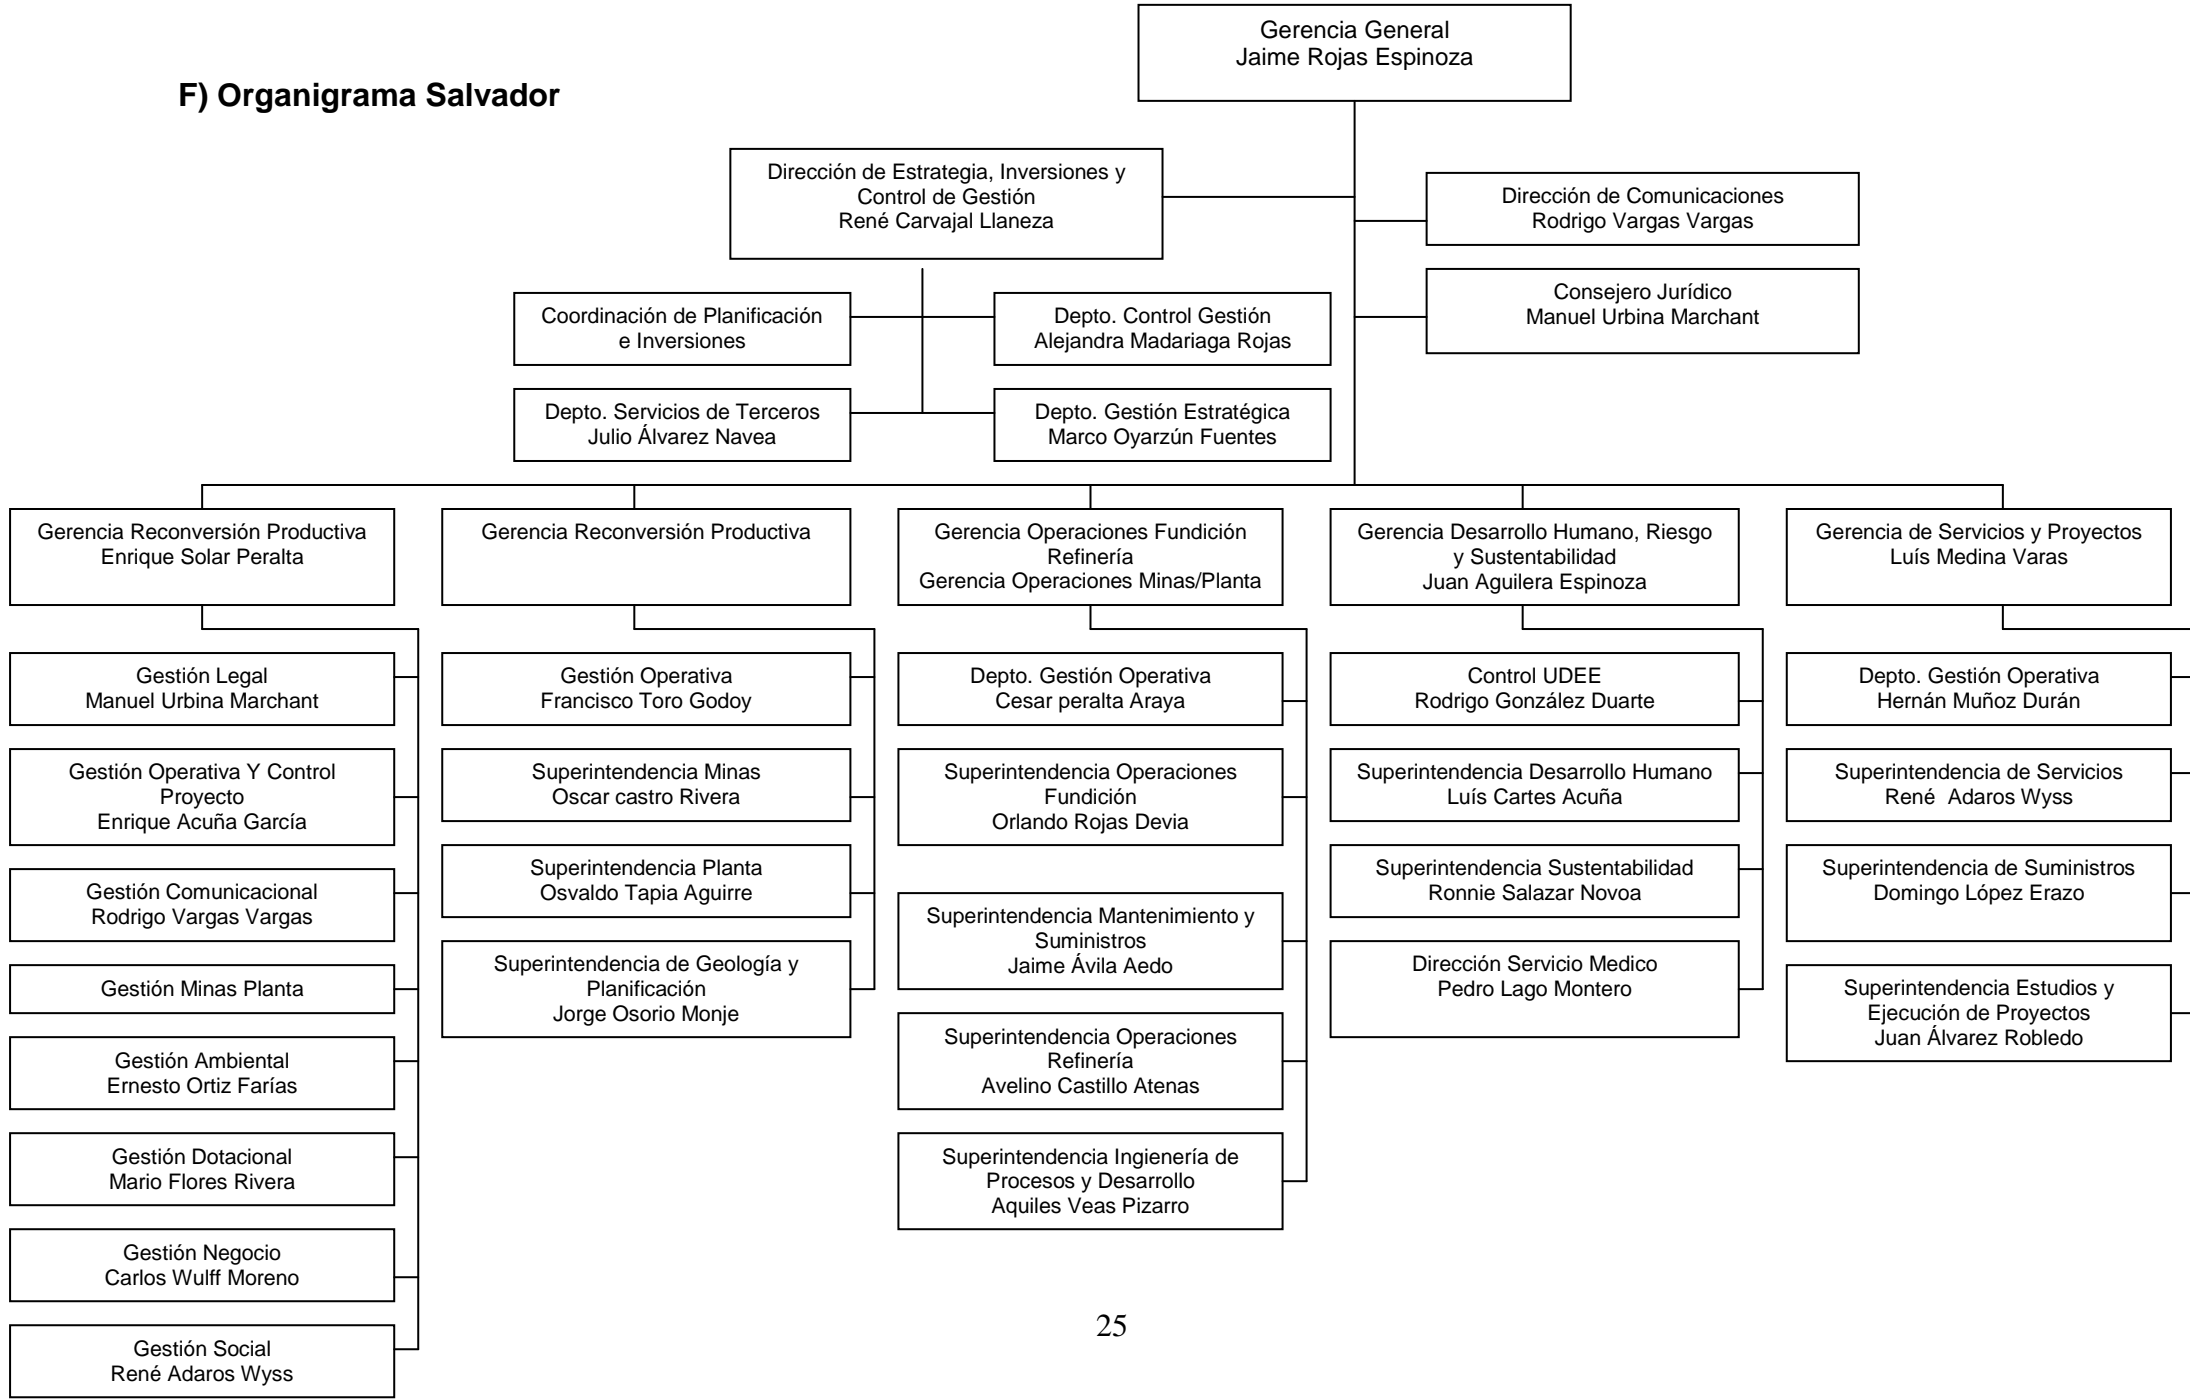 Gerencia General
Jaime Rojas Espinoza
F) Organigrama Salvador
Dirección de Estrategia, Inversiones y
Control de Gestión
René Carvajal Llaneza
Dirección de Comunicaciones
Rodrigo Vargas Vargas
Consejero Jurídico
Manuel Urbina Marchant
Coordinación de Planificación
e Inversiones
Depto. Control Gestión
Alejandra Madariaga Rojas
Depto. Servicios de Terceros
Julio Álvarez Navea
Depto. Gestión Estratégica
Marco Oyarzún Fuentes
Gerencia Reconversión Productiva
Enrique Solar Peralta
Gestión Legal
Manuel Urbina Marchant
Gestión Operativa Y Control
Proyecto
Enrique Acuña García
Gestión Comunicacional
Rodrigo Vargas Vargas
Gestión Minas Planta
Gestión Ambiental
Ernesto Ortiz Farías
Gestión Dotacional
Mario Flores Rivera
Gestión Negocio
Carlos Wulff Moreno
Gestión Social
René Adaros Wyss
Gerencia Reconversión Productiva
Gestión Operativa
Francisco Toro Godoy
Superintendencia Minas
Oscar castro Rivera
Superintendencia Planta
Osvaldo Tapia Aguirre
Superintendencia de Geología y
Planificación
Jorge Osorio Monje
Gerencia Operaciones Fundición
Refinería
Gerencia Operaciones Minas/Planta
Depto. Gestión Operativa
Cesar peralta Araya
Superintendencia Operaciones
Fundición
Orlando Rojas Devia
Superintendencia Mantenimiento y
Suministros
Jaime Ávila Aedo
Superintendencia Operaciones
Refinería
Avelino Castillo Atenas
Superintendencia Ingienería de
Procesos y Desarrollo
Aquiles Veas Pizarro
Gerencia Desarrollo Humano, Riesgo
y Sustentabilidad
Juan Aguilera Espinoza
Control UDEE
Rodrigo González Duarte
Superintendencia Desarrollo Humano
Luís Cartes Acuña
Superintendencia Sustentabilidad
Ronnie Salazar Novoa
Dirección Servicio Medico
Pedro Lago Montero
Gerencia de Servicios y Proyectos
Luís Medina Varas
Depto. Gestión Operativa
Hernán Muñoz Durán
Superintendencia de Servicios
René  Adaros Wyss
Superintendencia de Suministros
Domingo López Erazo
Superintendencia Estudios y
Ejecución de Proyectos
Juan Álvarez Robledo
25